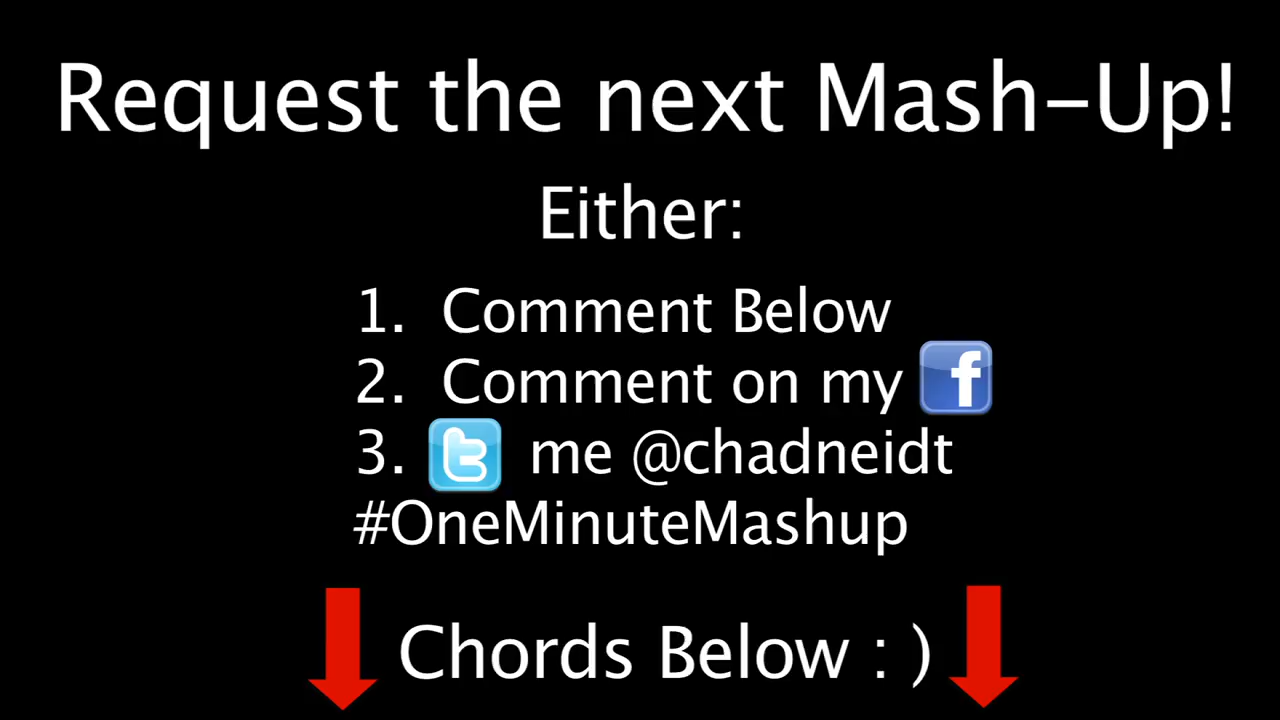 Request the next Mash-Up!
Either:
1. Comment Below
2. Comment on my f
3. t me @chadneidt
#OneMinuteMashup
Chords Below : )